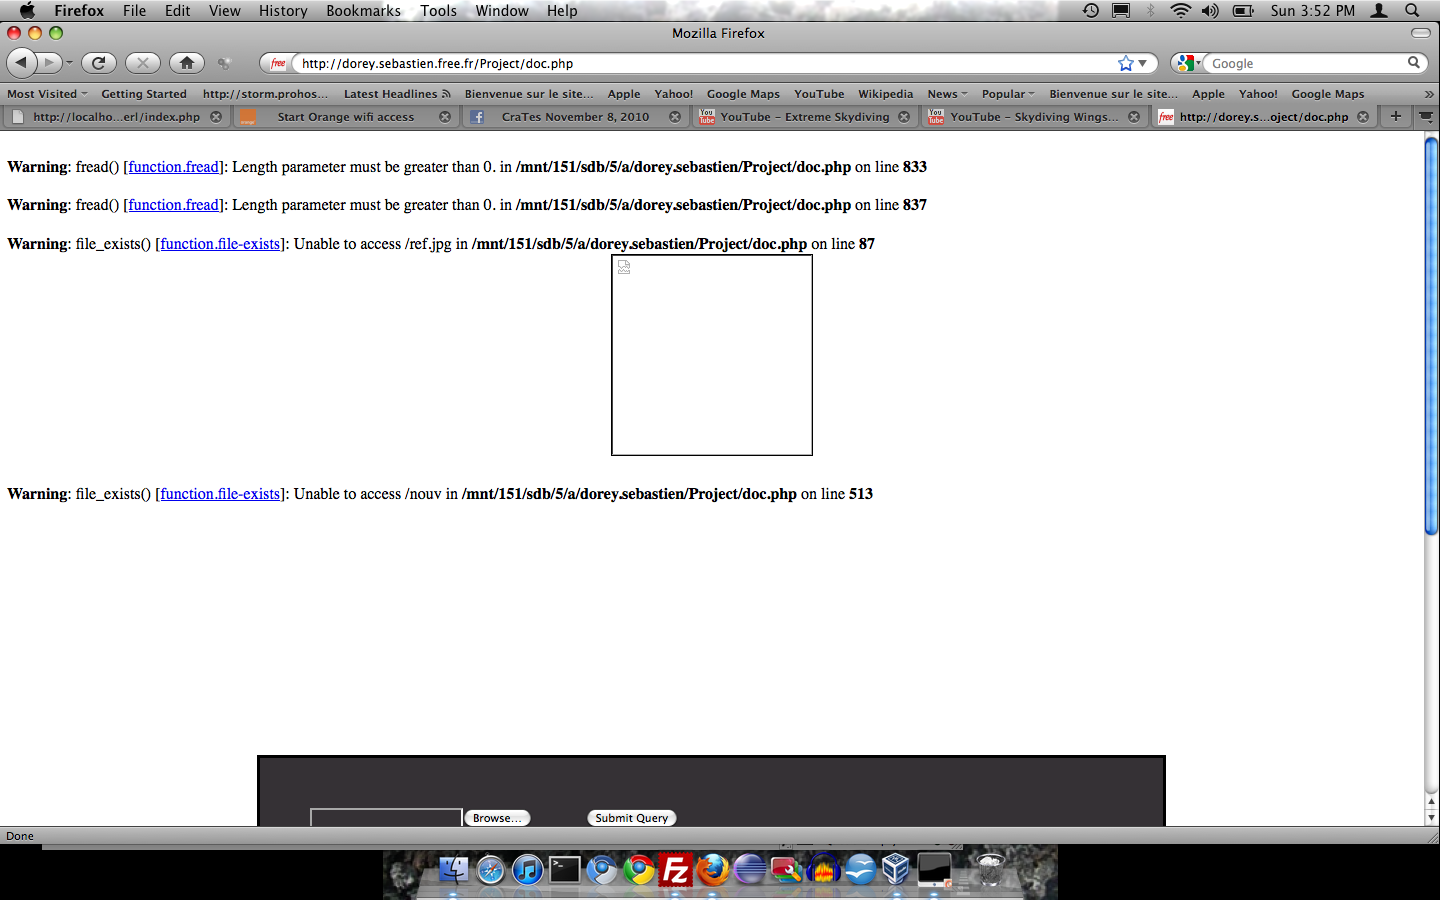 Firefox File Edit View History Bookmarks Tools Window Help Sun 3:52 PM
Mozilla Firefox
free http://dorey.sebastien.free.fr/Project/doc.php Google
Most Visited Getting Started http://storm.prohos... Latest Headlines Bienvenue sur le site... Apple Yahoo! Google Maps YouTube Wikipedia News Popular Bienvenue sur le site... Apple Yahoo! Google Maps »
http://localho...erl/index.php Start Orange wifi access CraTes November 8, 2010 YouTube - Extreme Skydiving YouTube - Skydiving Wings... free http://dorey.s...oject/doc.php +
Warning: fread() [function.fread]: Length parameter must be greater than 0. in /mnt/151/sdb/5/a/dorey.sebastien/Project/doc.php on line 833
Warning: fread() [function.fread]: Length parameter must be greater than 0. in /mnt/151/sdb/5/a/dorey.sebastien/Project/doc.php on line 837
Warning: file_exists() [function.file-exists]: Unable to access /ref.jpg in /mnt/151/sdb/5/a/dorey.sebastien/Project/doc.php on line 87
Warning: file_exists() [function.file-exists]: Unable to access /nouv in /mnt/151/sdb/5/a/dorey.sebastien/Project/doc.php on line 513
Browse... Submit Query
Done
Fz